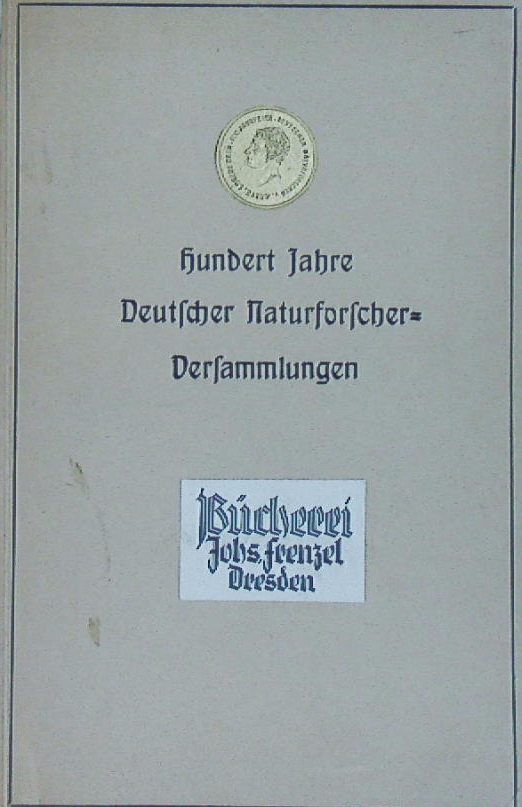 Hundert Jahre
Deutſcher Naturforſcher=
Verſammlungen
Bücherei
Johs. Frenzel
Dresden